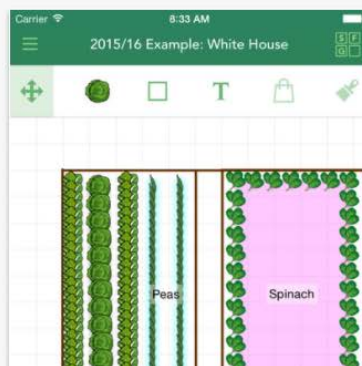 Carrier 8:33 AM
2015/16 Example: White House
S F
G
T
Peas
Spinach